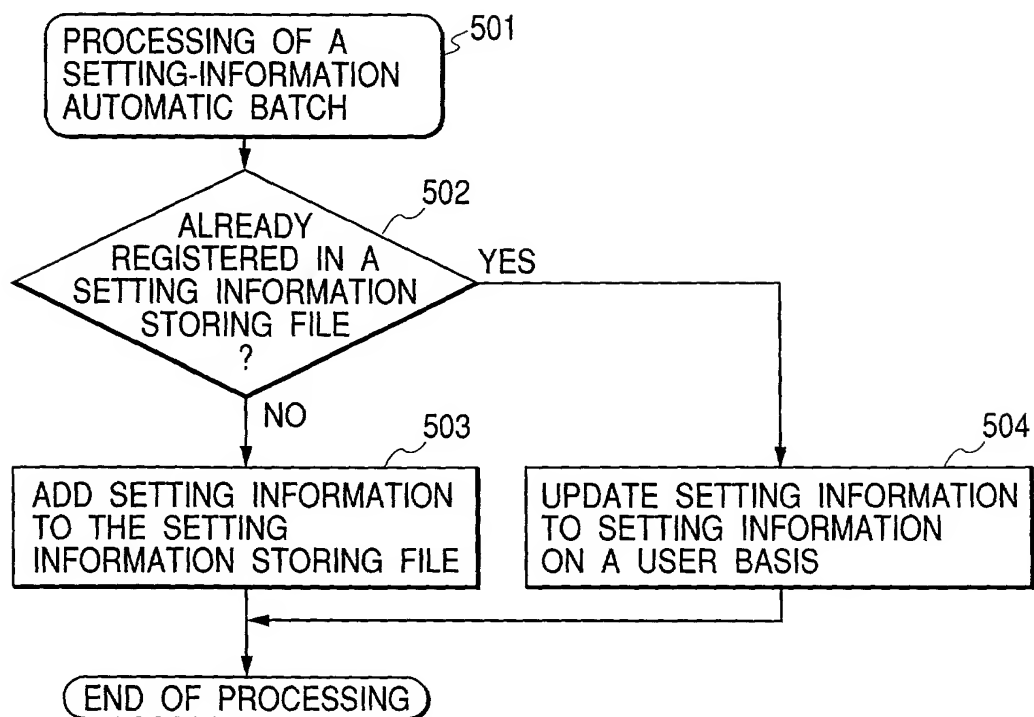 PROCESSING OF A
SETTING-INFORMATION
AUTOMATIC BATCH
501
502
ALREADY
REGISTERED IN A
SETTING INFORMATION
STORING FILE
?
YES
NO
503
ADD SETTING INFORMATION
TO THE SETTING
INFORMATION STORING FILE
504
UPDATE SETTING INFORMATION
TO SETTING INFORMATION
ON A USER BASIS
END OF PROCESSING